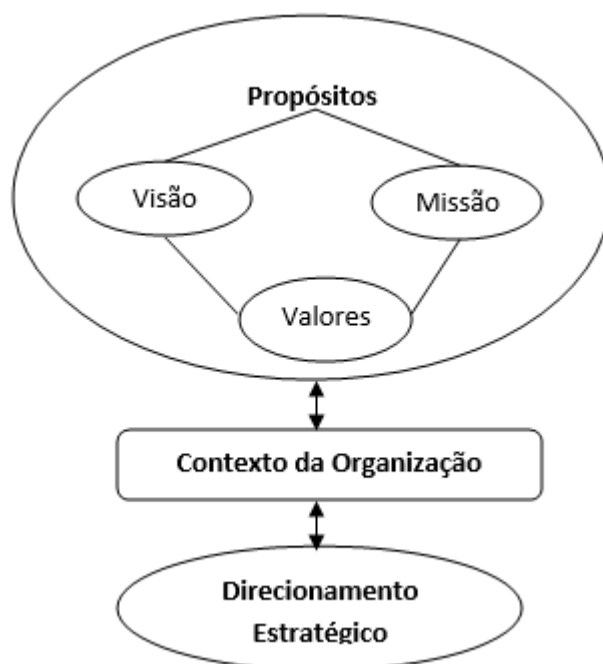 Propósitos
Visão
Missão
Valores
Contexto da Organização
Direcionamento
Estratégico